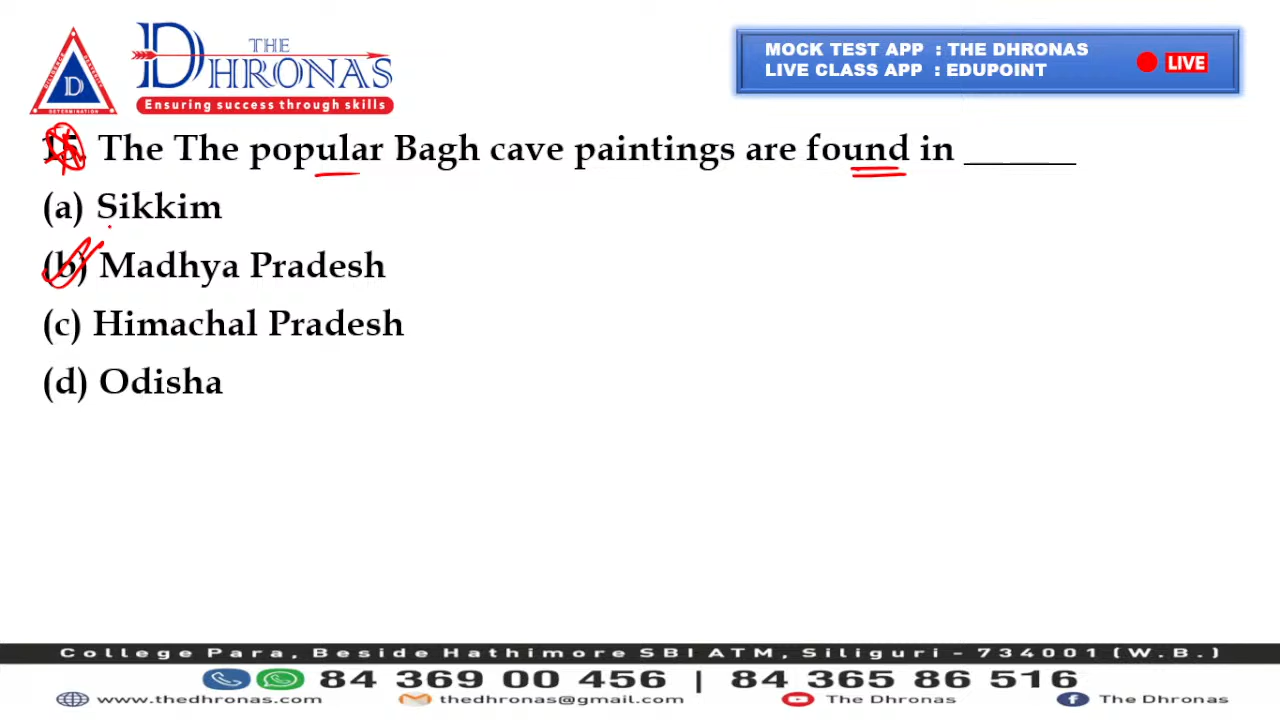 THE
DHRONAS
Ensuring success through skills
D
DETERMINATION
MOCK TEST APP : THE DHRONAS
LIVE CLASS APP : EDUPOINT
LIVE
15. The The popular Bagh cave paintings are found in ______
(a) Sikkim
(b) Madhya Pradesh
(c) Himachal Pradesh
(d) Odisha
College Para, Beside Hathimore SBI ATM, Siliguri - 734001 (W.B.)
84 369 00 456 | 84 365 86 516
www.thedhronas.com thedhronas@gmail.com The Dhronas The Dhronas